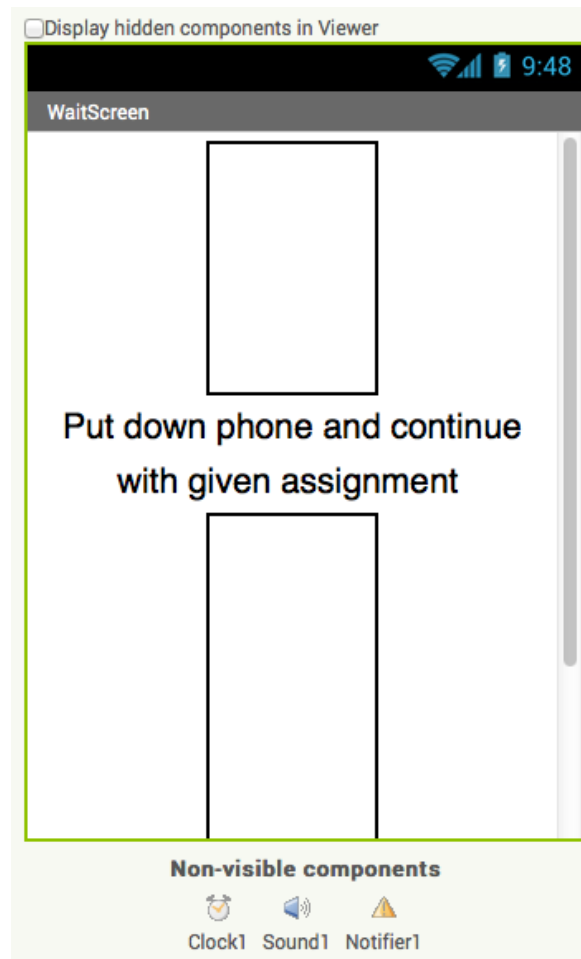 Display hidden components in Viewer
9:48
WaitScreen
Put down phone and continue
with given assignment
Non-visible components
Clock1 Sound1 Notifier1